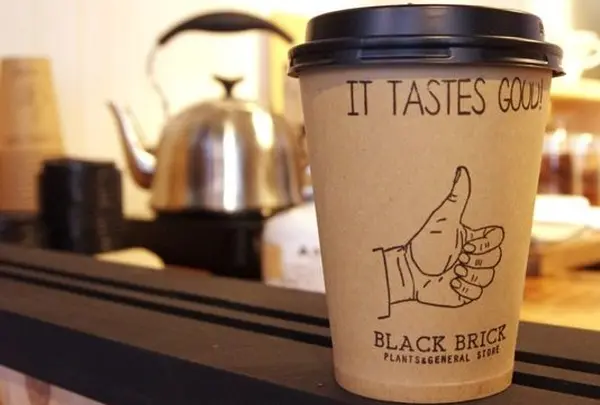 IT TASTES GOOD!
BLACK BRICK
PLANTS&GENERAL STORE